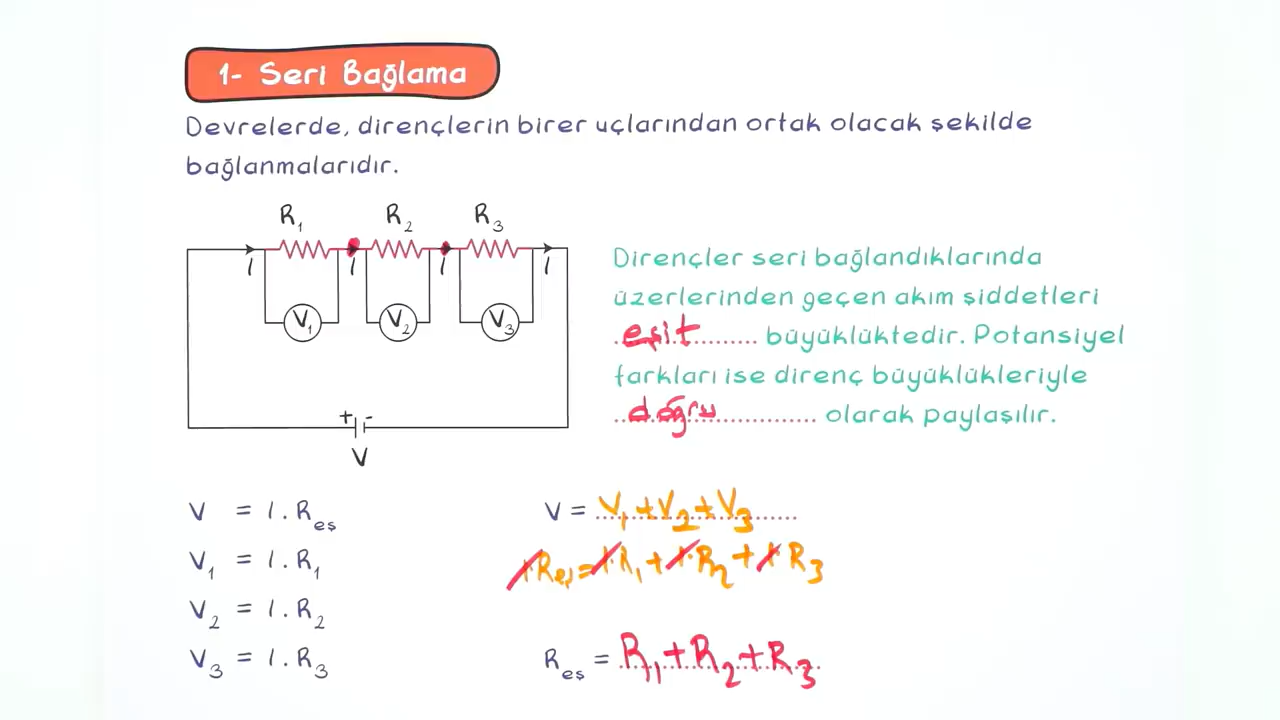 1- Seri Bağlama
Devrelerde, dirençlerin birer uçlarından ortak olacak şekilde
bağlanmalarıdır.
R1 R2 R3
I I I I
V1 V2 V3
+ -
V
Dirençler seri bağlandıklarında
üzerlerinden geçen akım şiddetleri
eşit büyüklüktedir. Potansiyel
farkları ise direnç büyüklükleriyle
doğru olarak paylaşılır.
V = I . Reş
V1 = I . R1
V2 = I . R2
V3 = I . R3
V = V1 + V2 + V3
I Reş = I. R1 + I. R2 + I R3
Reş = R1 + R2 + R3